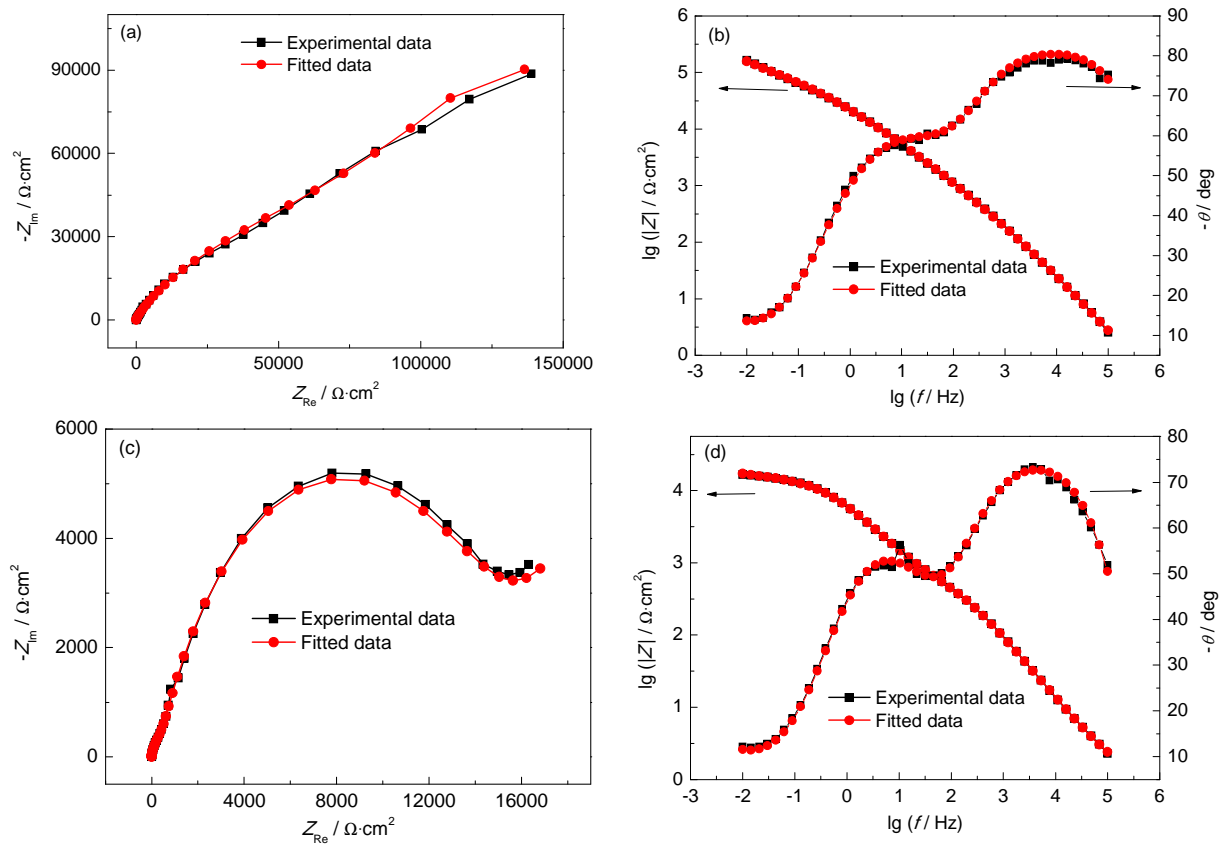 (a)
Experimental data
Fitted data
90000
60000
30000
0
0 50000 100000 150000
-Z_Im / Ω·cm²
Z_Re / Ω·cm²
(b)
6
5
4
3
2
1
0
90
80
70
60
50
40
30
20
10
Experimental data
Fitted data
-3 -2 -1 0 1 2 3 4 5 6
lg (|Z| / Ω·cm²)
-θ / deg
lg (f / Hz)
(c)
6000
4000
2000
0
Experimental data
Fitted data
0 4000 8000 12000 16000
-Z_Im / Ω·cm²
Z_Re / Ω·cm²
(d)
4
3
2
1
0
80
70
60
50
40
30
20
10
Experimental data
Fitted data
-3 -2 -1 0 1 2 3 4 5 6
lg (|Z| / Ω·cm²)
-θ / deg
lg (f / Hz)